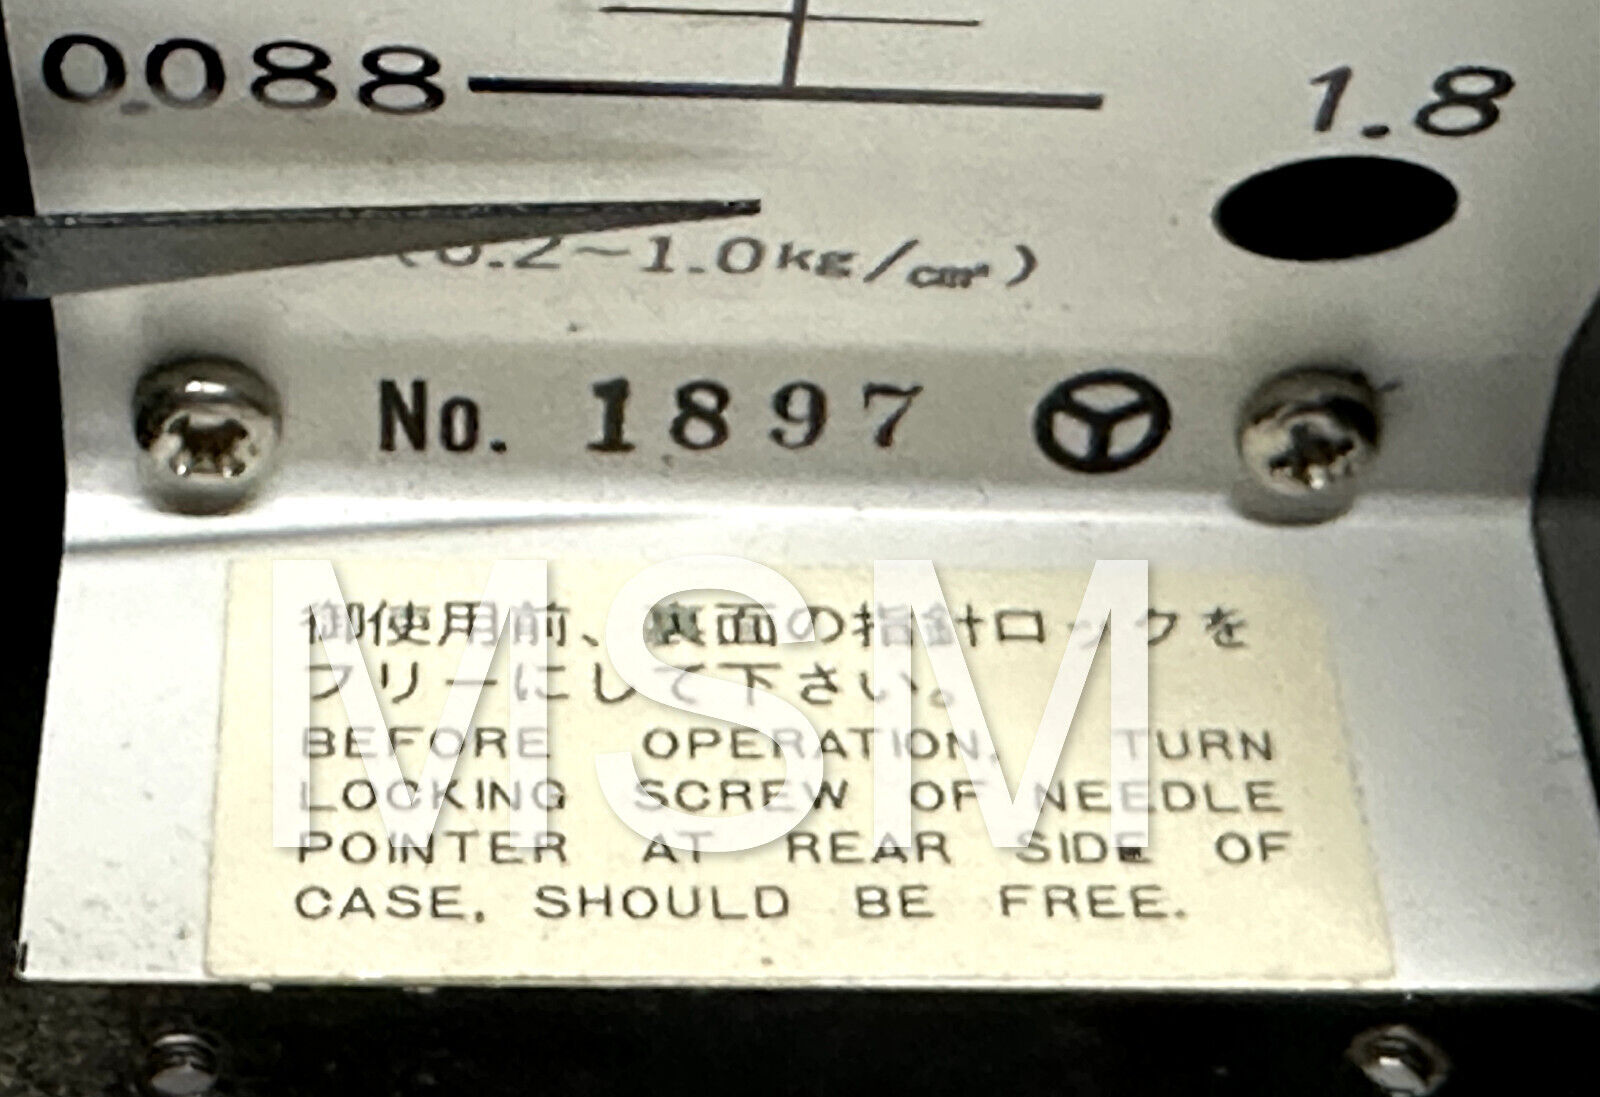 0.088
1.8
(0.2~1.0kg/cm²)
No. 1897
御使用前、裏面の指針ロックを
フリーにして下さい。
BEFORE OPERATION, TURN
LOCKING SCREW OF NEEDLE
POINTER AT REAR SIDE OF
CASE, SHOULD BE FREE.
MSM